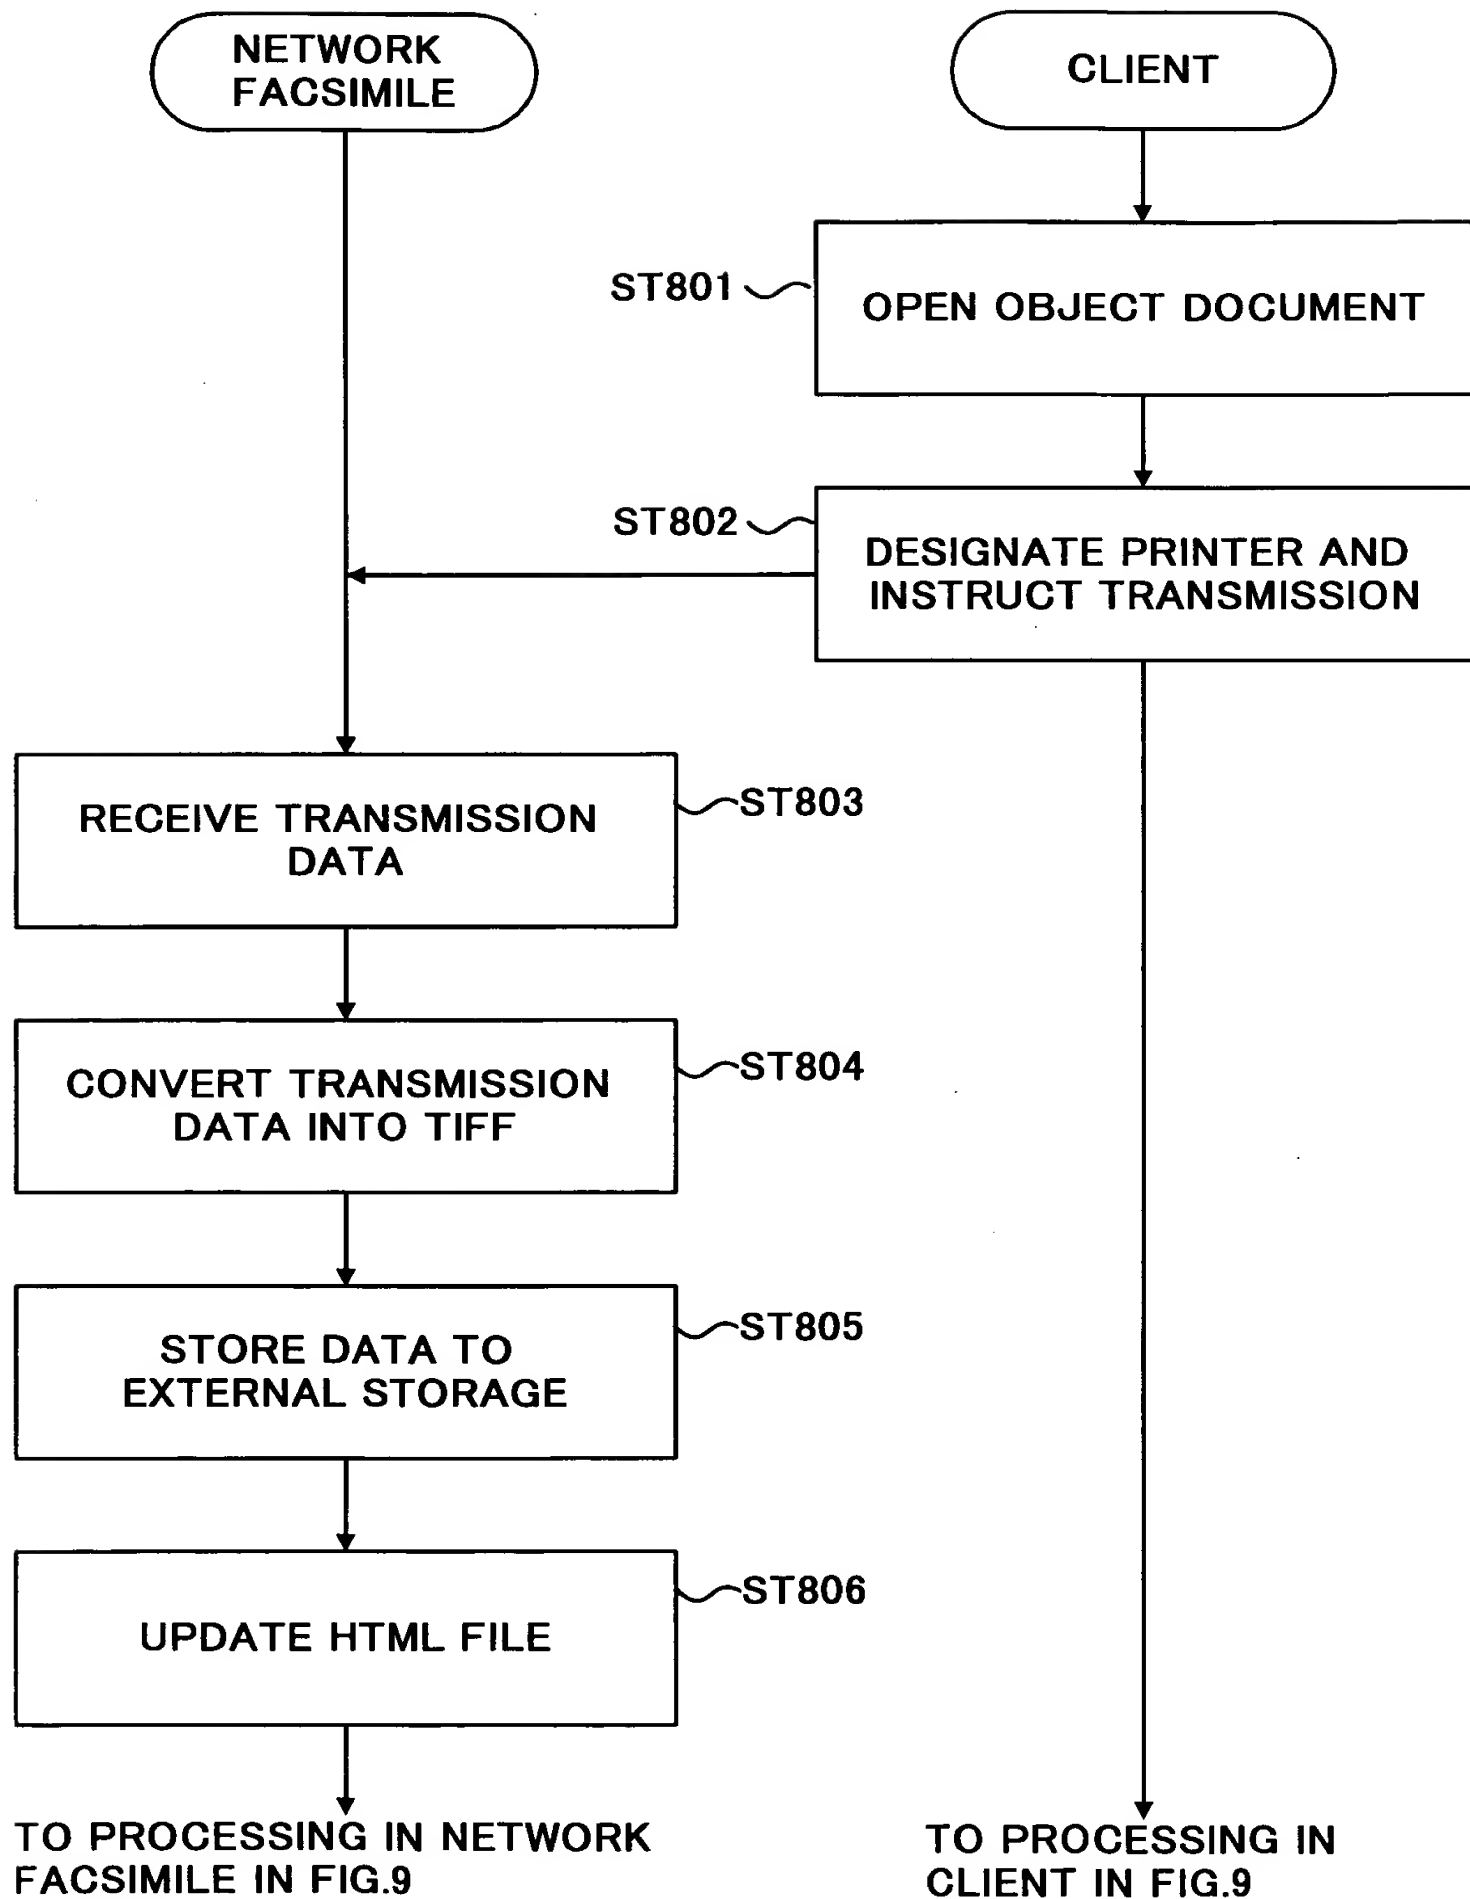 NETWORK
FACSIMILE
CLIENT
ST801
OPEN OBJECT DOCUMENT
ST802
DESIGNATE PRINTER AND
INSTRUCT TRANSMISSION
RECEIVE TRANSMISSION
DATA
ST803
CONVERT TRANSMISSION
DATA INTO TIFF
ST804
STORE DATA TO
EXTERNAL STORAGE
ST805
UPDATE HTML FILE
ST806
TO PROCESSING IN NETWORK
FACSIMILE IN FIG.9
TO PROCESSING IN
CLIENT IN FIG.9